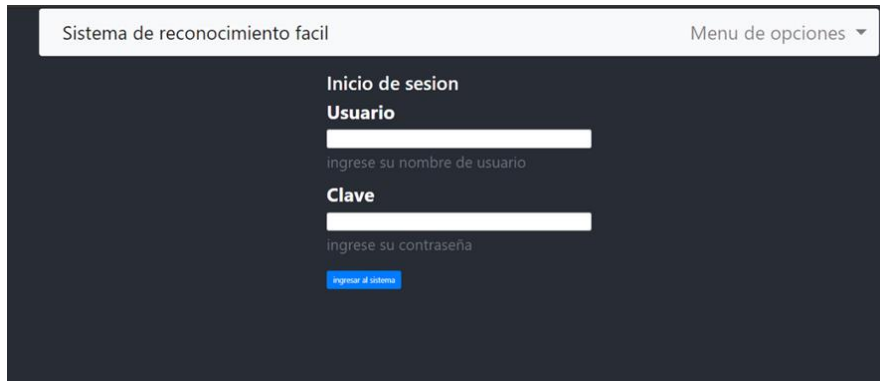 Sistema de reconocimiento facil
Menu de opciones
Inicio de sesion
Usuario
ingrese su nombre de usuario
Clave
ingrese su contraseña
ingresar al sistema